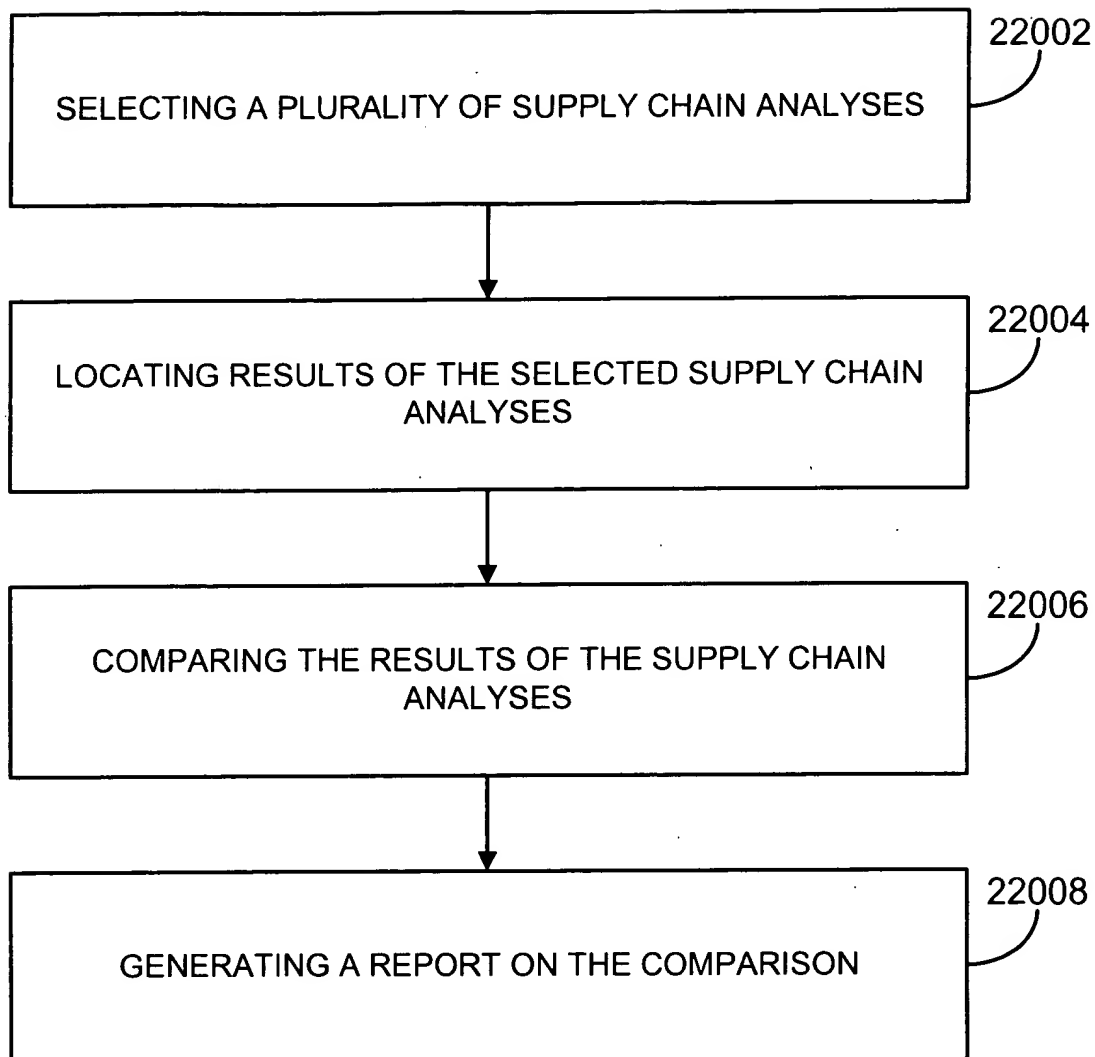 22002
SELECTING A PLURALITY OF SUPPLY CHAIN ANALYSES
22004
LOCATING RESULTS OF THE SELECTED SUPPLY CHAIN
ANALYSES
22006
COMPARING THE RESULTS OF THE SUPPLY CHAIN
ANALYSES
22008
GENERATING A REPORT ON THE COMPARISON